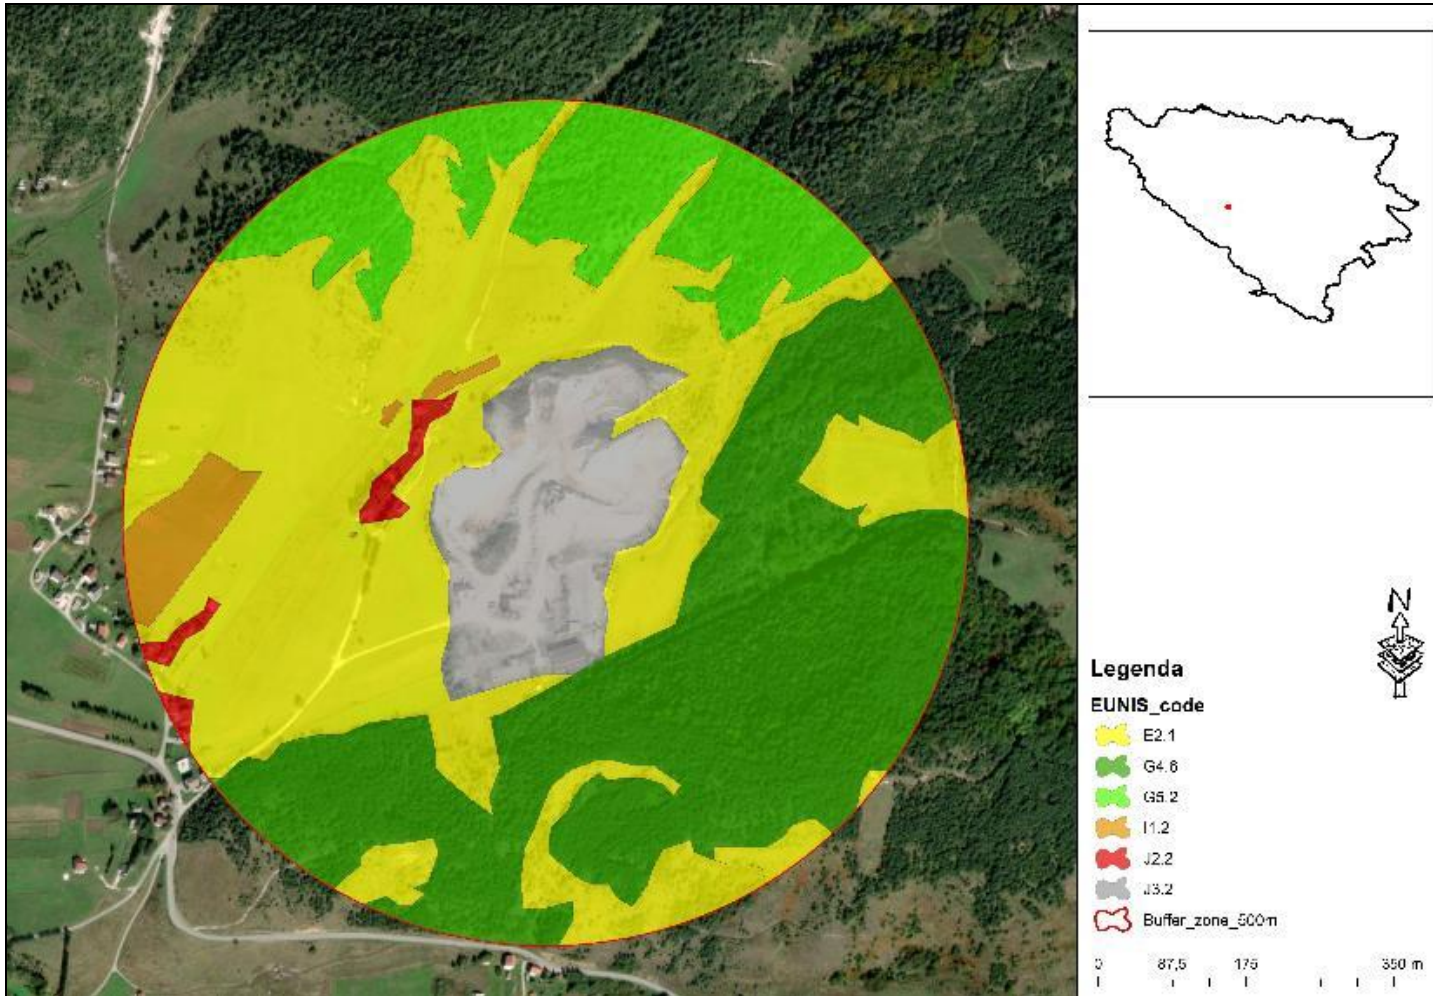 N
Legenda
EUNIS_code
E2.1
G4.6
G5.2
I1.2
J2.2
J3.2
Buffer_zone_500m
0 87,5 175 350 m